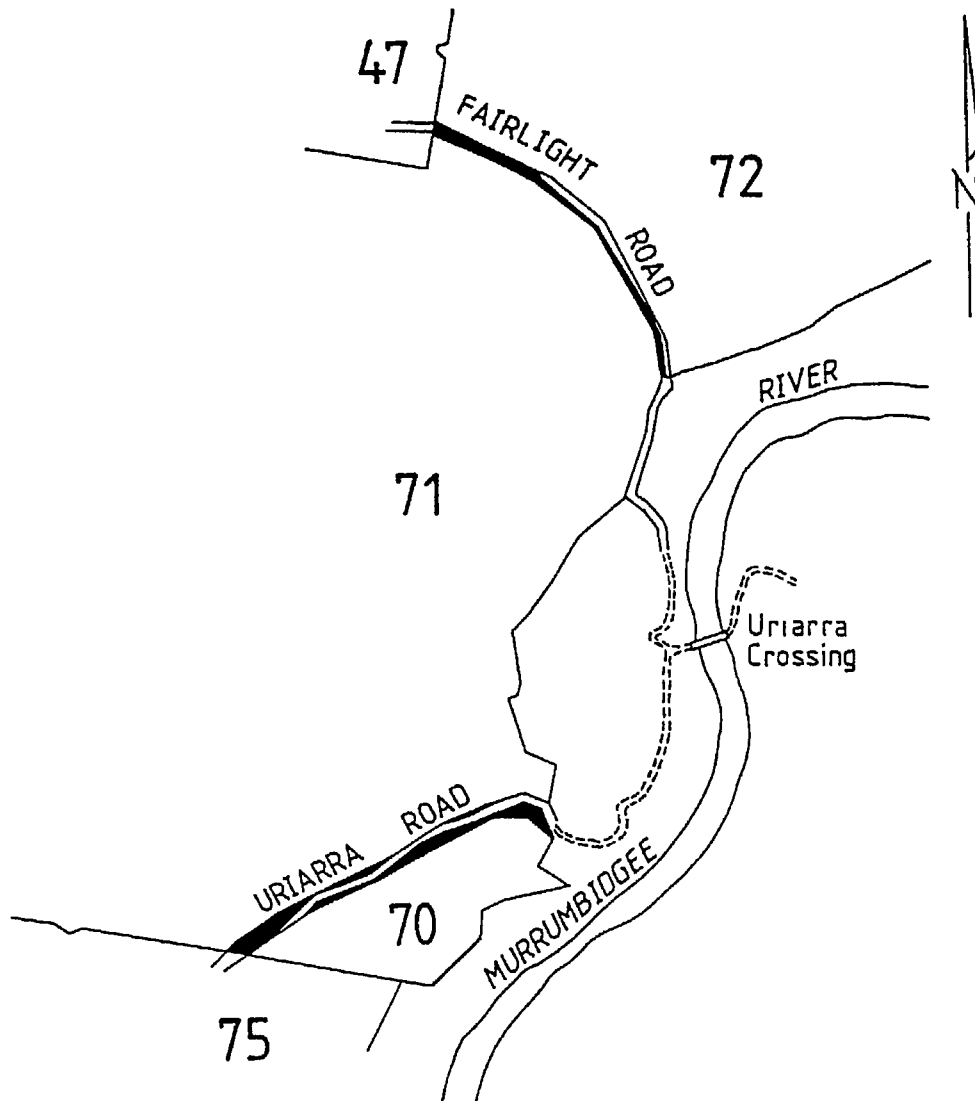 47
FAIRLIGHT ROAD
72
N
RIVER
71
Uriarra
Crossing
URIARRA ROAD
70
MURRUMBIDGEE
75